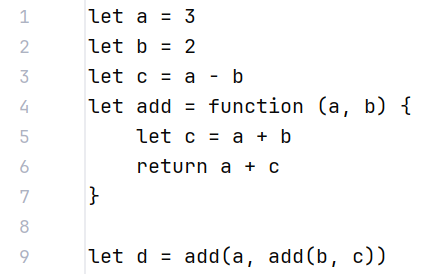 1 let a = 3
2 let b = 2
3 let c = a - b
4 let add = function (a, b) {
5     let c = a + b
6     return a + c
7 }
8
9 let d = add(a, add(b, c))